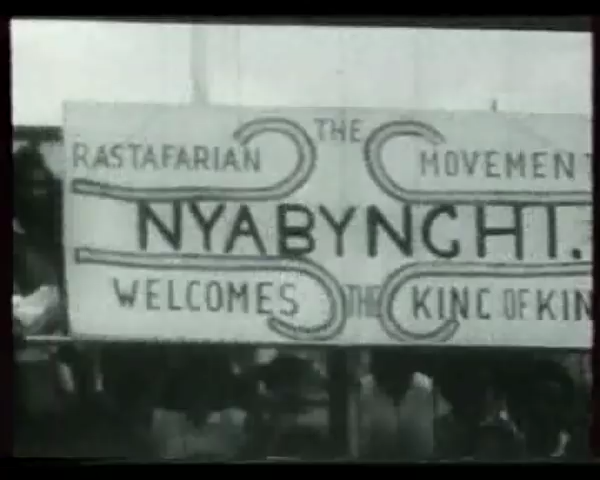 THE
RASTAFARIAN MOVEMENT
NYABYNGHI.
WELCOMES THE KING OF KIN